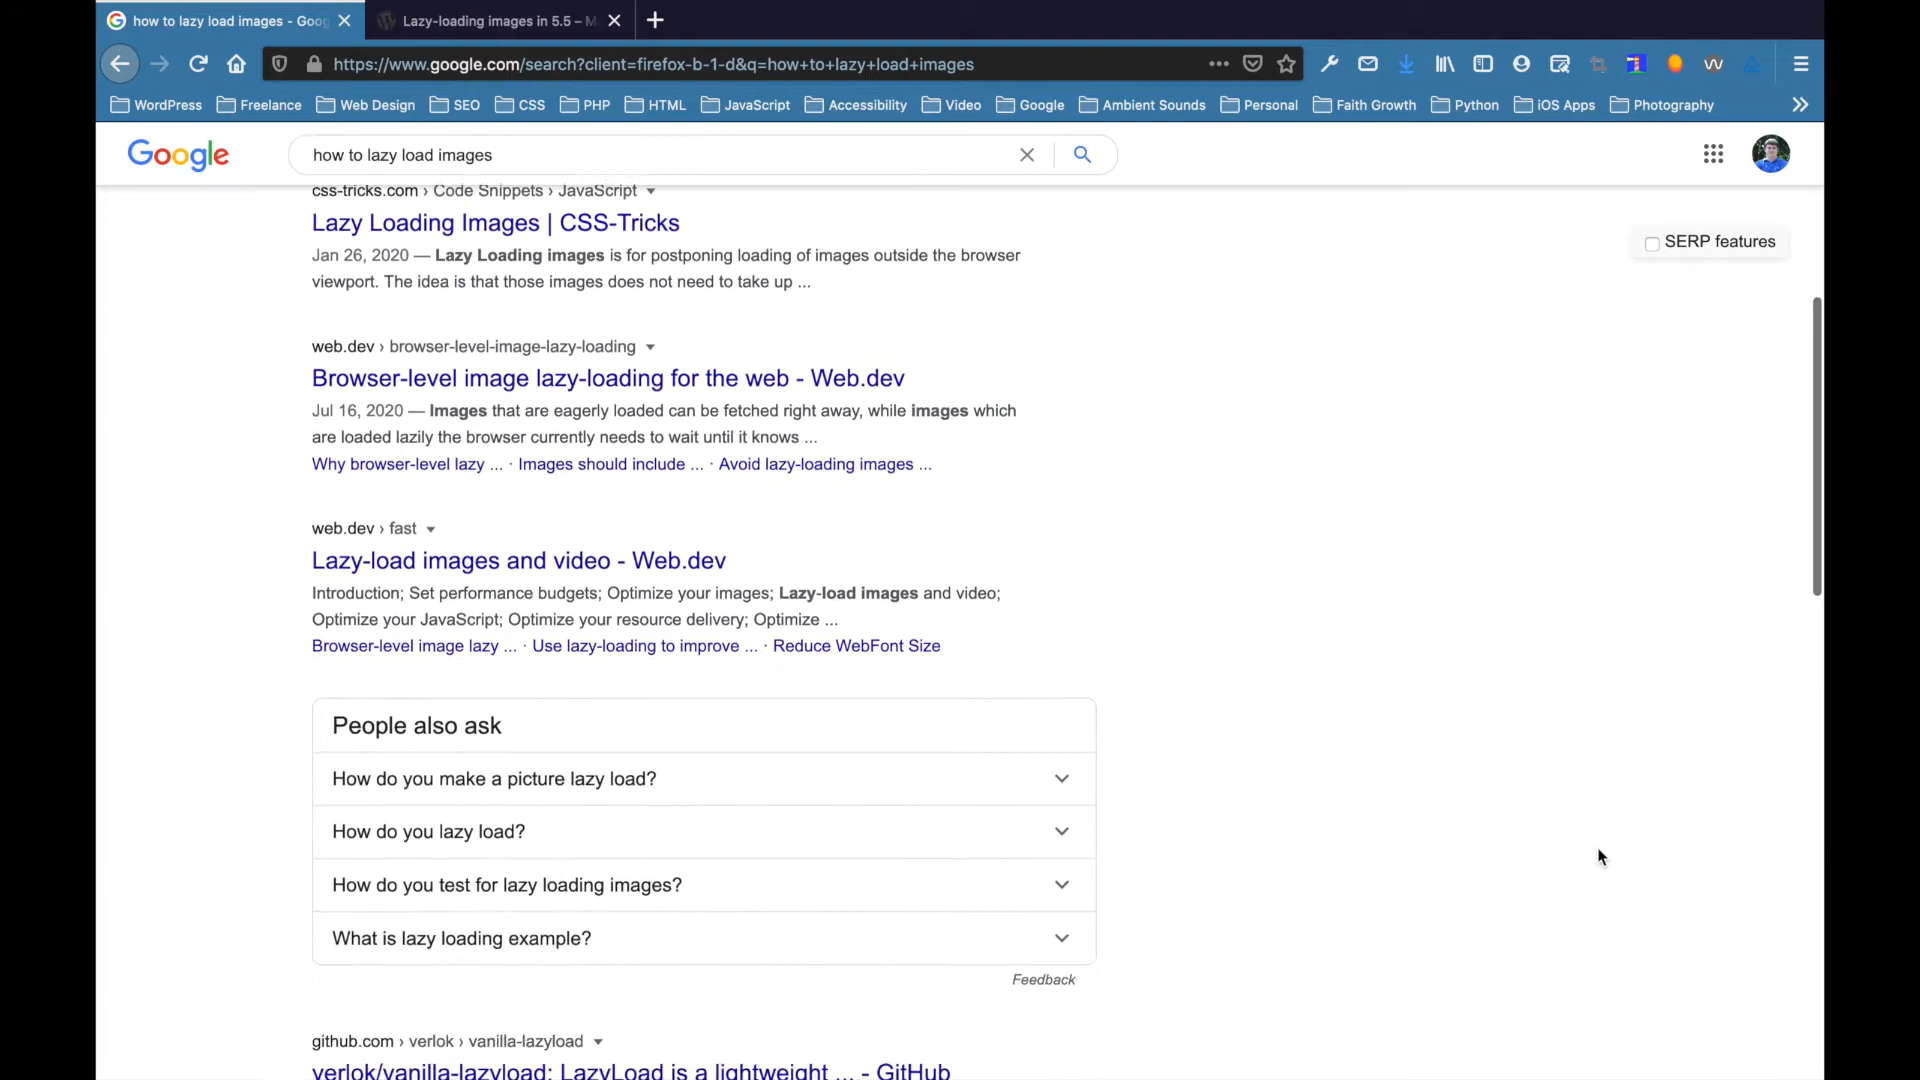 how to lazy load images - Goog
Lazy-loading images in 5.5 – M
https://www.google.com/search?client=firefox-b-1-d&q=how+to+lazy+load+images
WordPress Freelance Web Design SEO CSS PHP HTML JavaScript Accessibility Video Google Ambient Sounds Personal Faith Growth Python iOS Apps Photography
Google
how to lazy load images
css-tricks.com › Code Snippets › JavaScript
Lazy Loading Images | CSS-Tricks
Jan 26, 2020 — Lazy Loading images is for postponing loading of images outside the browser
viewport. The idea is that those images does not need to take up ...
SERP features
web.dev › browser-level-image-lazy-loading
Browser-level image lazy-loading for the web - Web.dev
Jul 16, 2020 — Images that are eagerly loaded can be fetched right away, while images which
are loaded lazily the browser currently needs to wait until it knows ...
Why browser-level lazy ... · Images should include ... · Avoid lazy-loading images ...
web.dev › fast
Lazy-load images and video - Web.dev
Introduction; Set performance budgets; Optimize your images; Lazy-load images and video;
Optimize your JavaScript; Optimize your resource delivery; Optimize ...
Browser-level image lazy ... · Use lazy-loading to improve ... · Reduce WebFont Size
People also ask
How do you make a picture lazy load?
How do you lazy load?
How do you test for lazy loading images?
What is lazy loading example?
Feedback
github.com › verlok › vanilla-lazyload
verlok/vanilla-lazyload: LazyLoad is a lightweight ... - GitHub